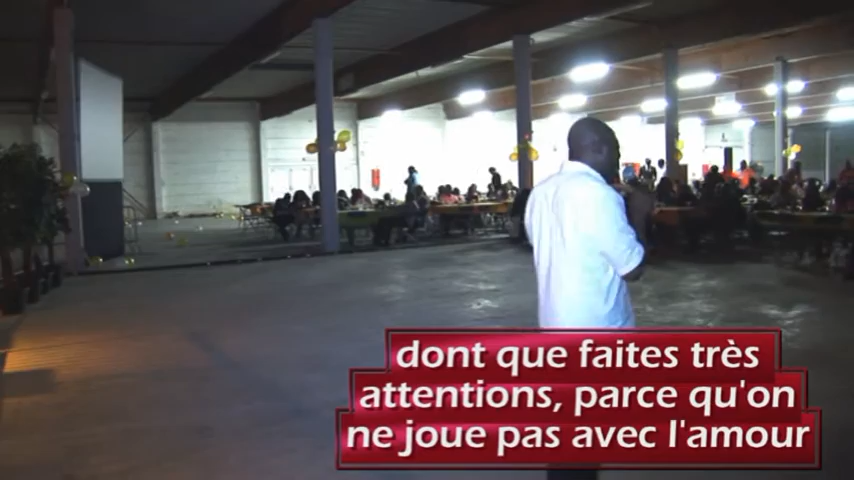 dont que faites très
attentions, parce qu'on
ne joue pas avec l'amour